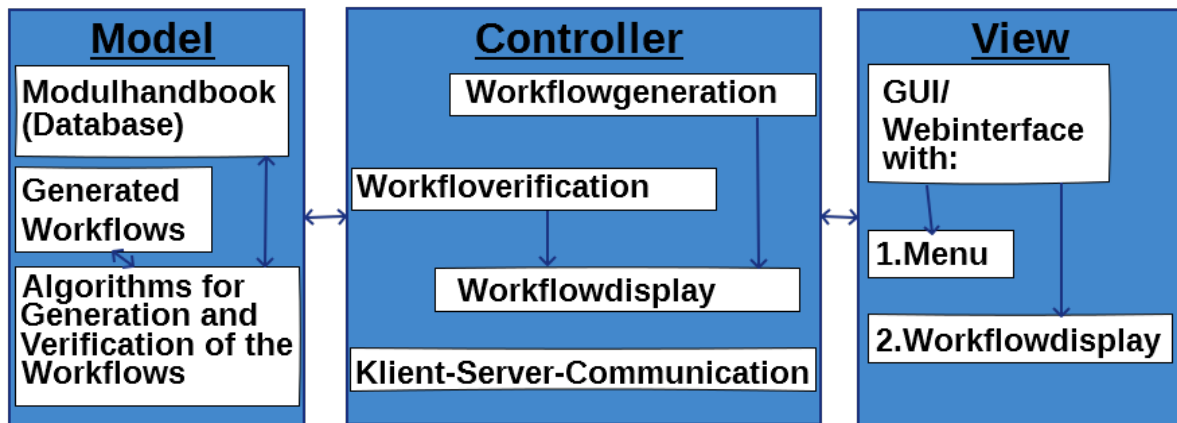 Model
Modulhandbook
(Database)
Generated
Workflows
Algorithms for
Generation and
Verification of the
Workflows
Controller
Workflowgeneration
Workfloverification
Workflowdisplay
Klient-Server-Communication
View
GUI/
Webinterface
with:
1.Menu
2.Workflowdisplay